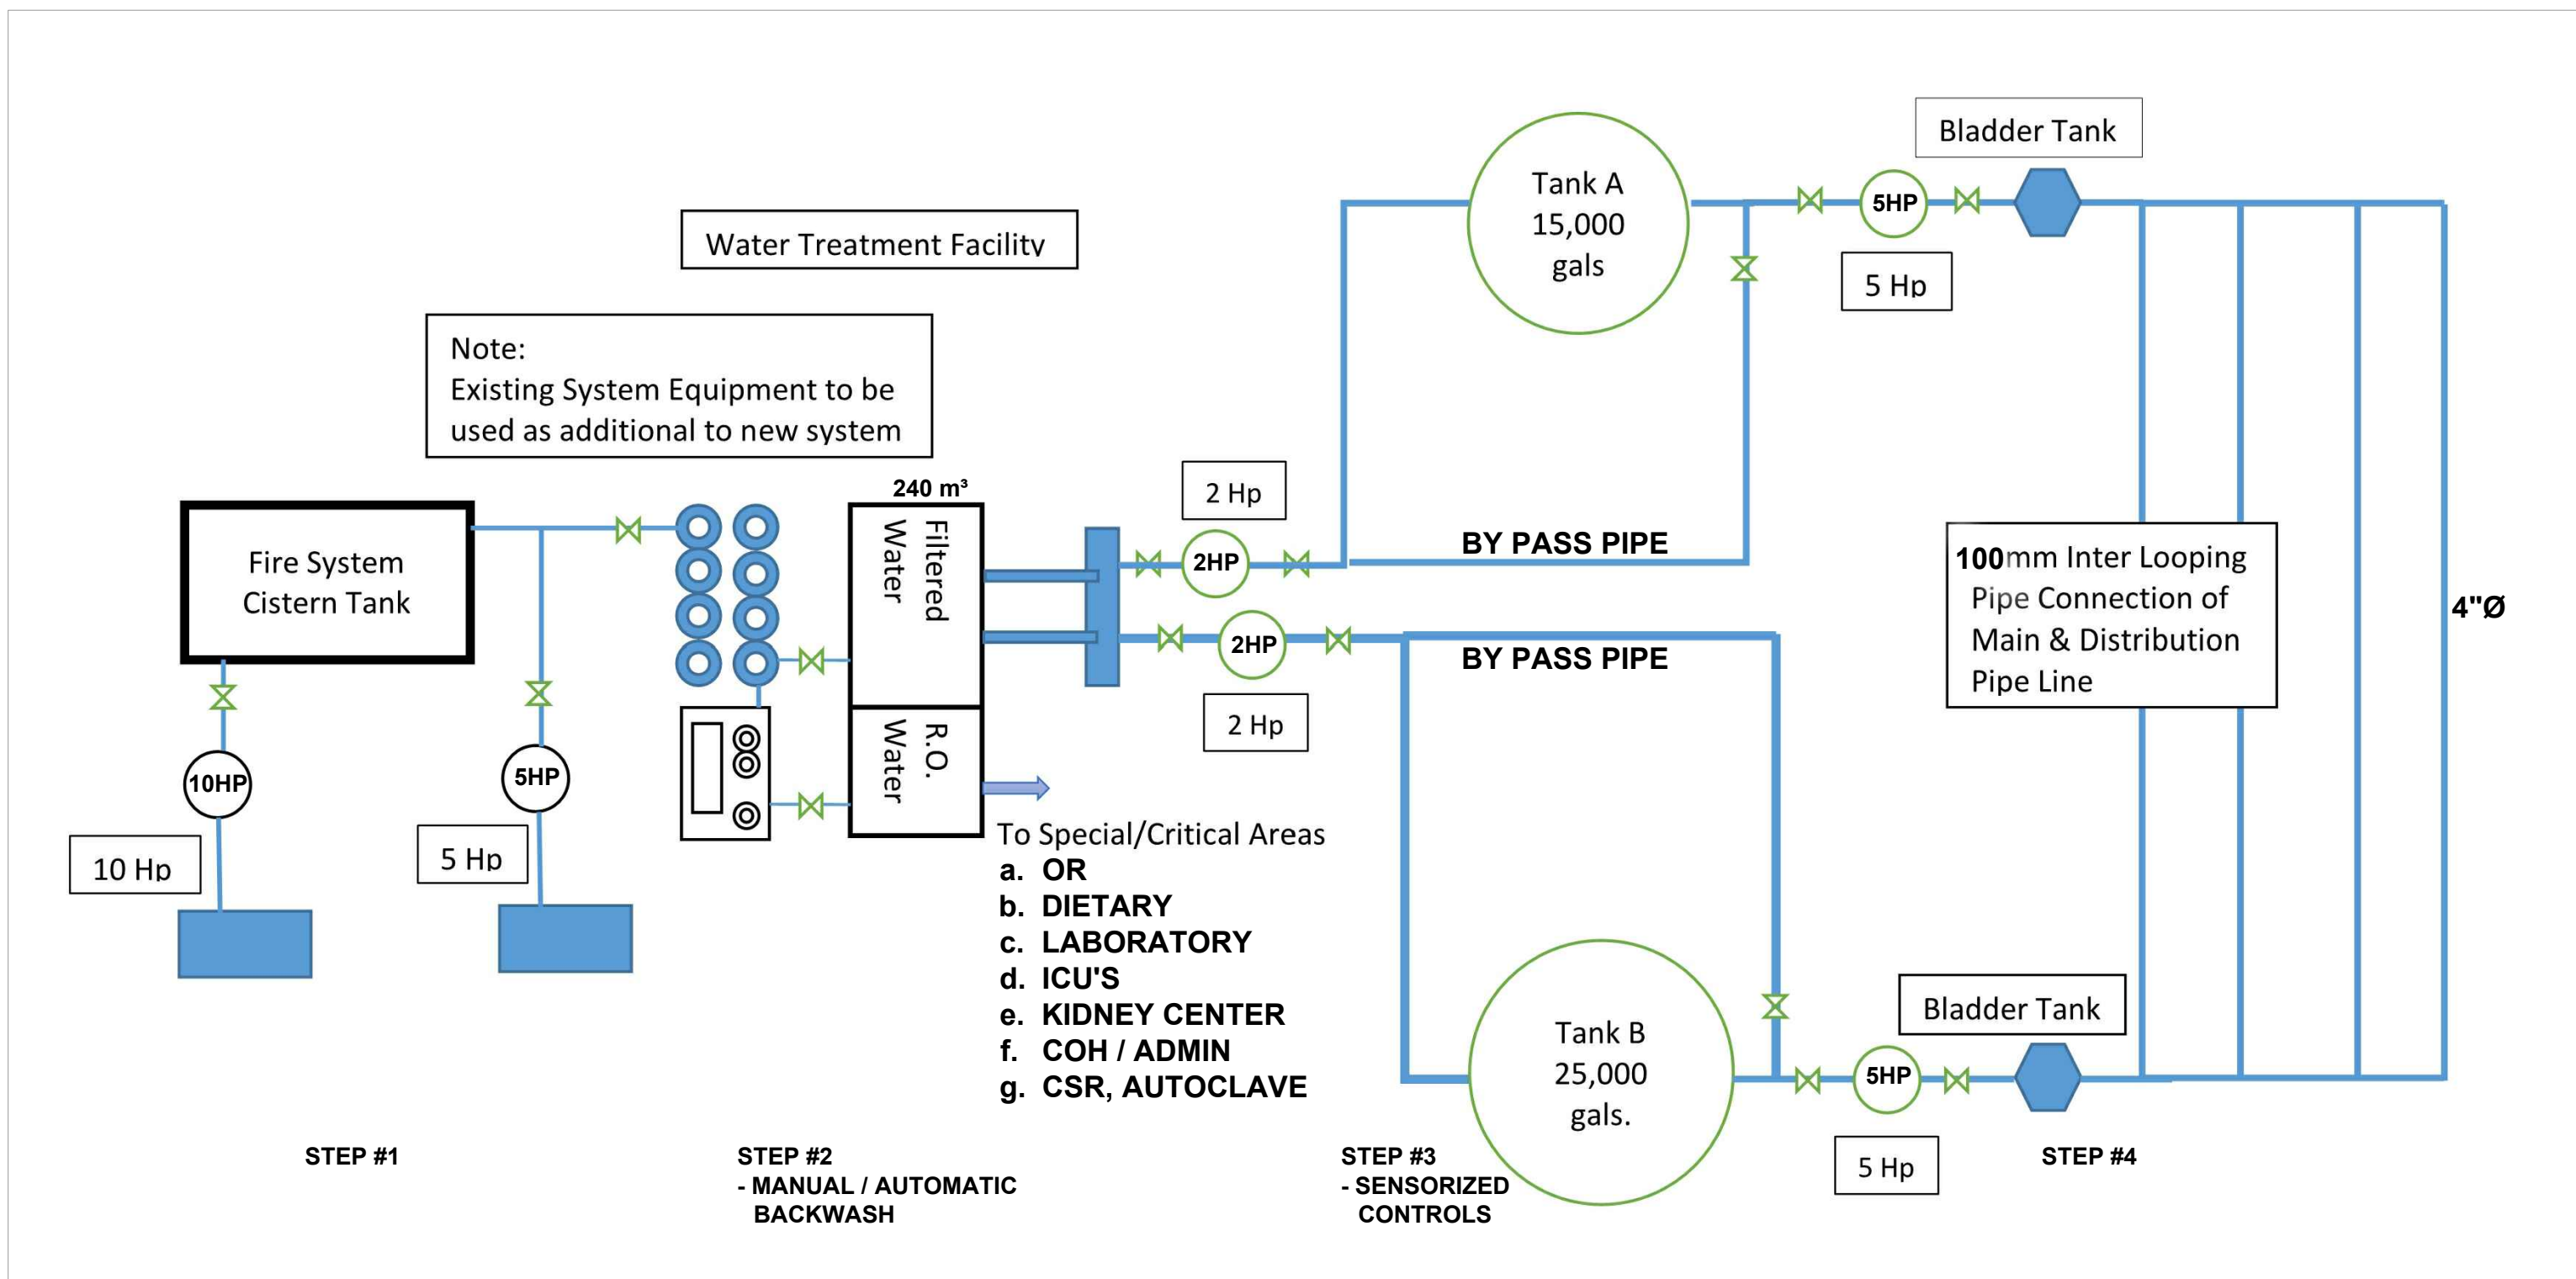 Bladder Tank
Tank A
15,000
gals
5HP
5 Hp
Water Treatment Facility
Note:
Existing System Equipment to be
used as additional to new system
240 m³
Filtered
Water
R.O.
Water
Fire System
Cistern Tank
10HP
10 Hp
5HP
5 Hp
2 Hp
2HP
BY PASS PIPE
2HP
2 Hp
BY PASS PIPE
100mm Inter Looping
Pipe Connection of
Main & Distribution
Pipe Line
4"Ø
To Special/Critical Areas
a. OR
b. DIETARY
c. LABORATORY
d. ICU'S
e. KIDNEY CENTER
f. COH / ADMIN
g. CSR, AUTOCLAVE
Bladder Tank
Tank B
25,000
gals.
5HP
5 Hp
STEP #1
STEP #2
- MANUAL / AUTOMATIC
BACKWASH
STEP #3
- SENSORIZED
CONTROLS
STEP #4